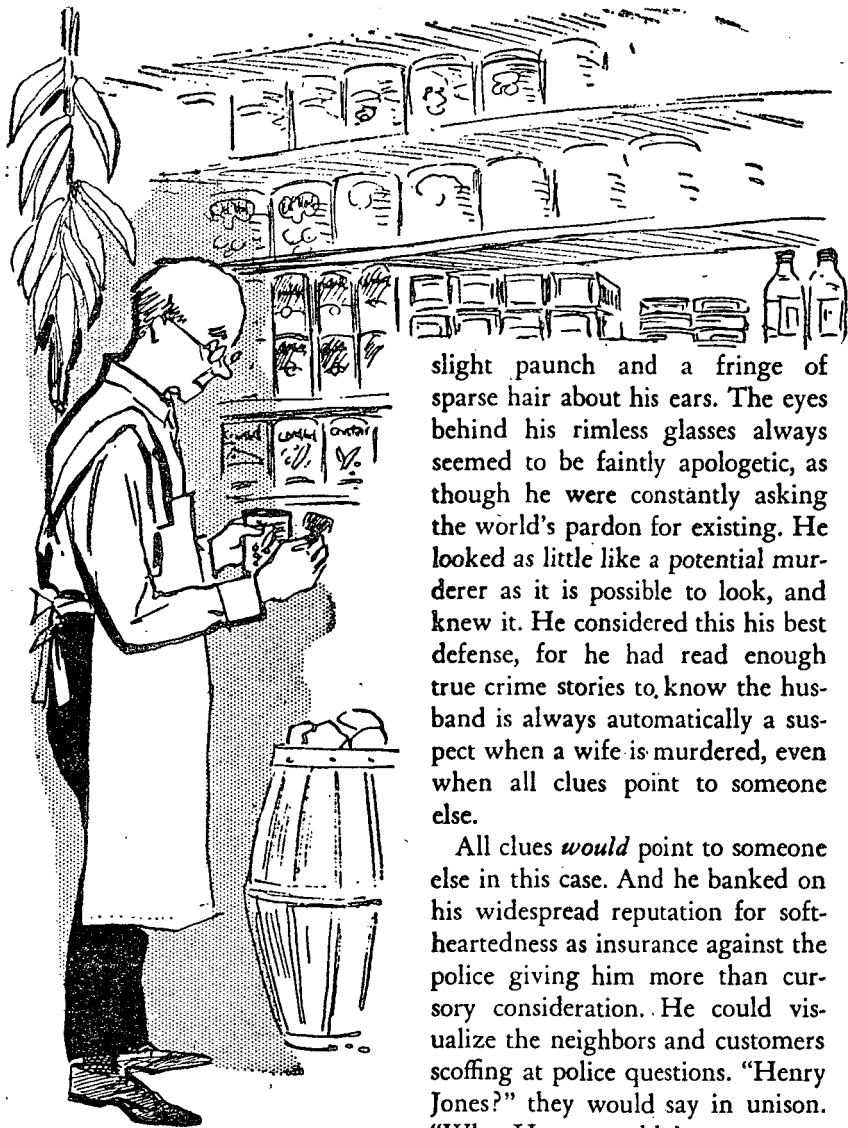 slight paunch and a fringe of
sparse hair about his ears. The eyes
behind his rimless glasses always
seemed to be faintly apologetic, as
though he were constantly asking
the world's pardon for existing. He
looked as little like a potential mur-
derer as it is possible to look, and
knew it. He considered this his best
defense, for he had read enough
true crime stories to know the hus-
band is always automatically a sus-
pect when a wife is murdered, even
when all clues point to someone
else.
All clues would point to someone
else in this case. And he banked on
his widespread reputation for soft-
heartedness as insurance against the
police giving him more than cur-
sory consideration. He could vis-
ualize the neighbors and customers
scoffing at police questions. "Henry
Jones?" they would say in unison.